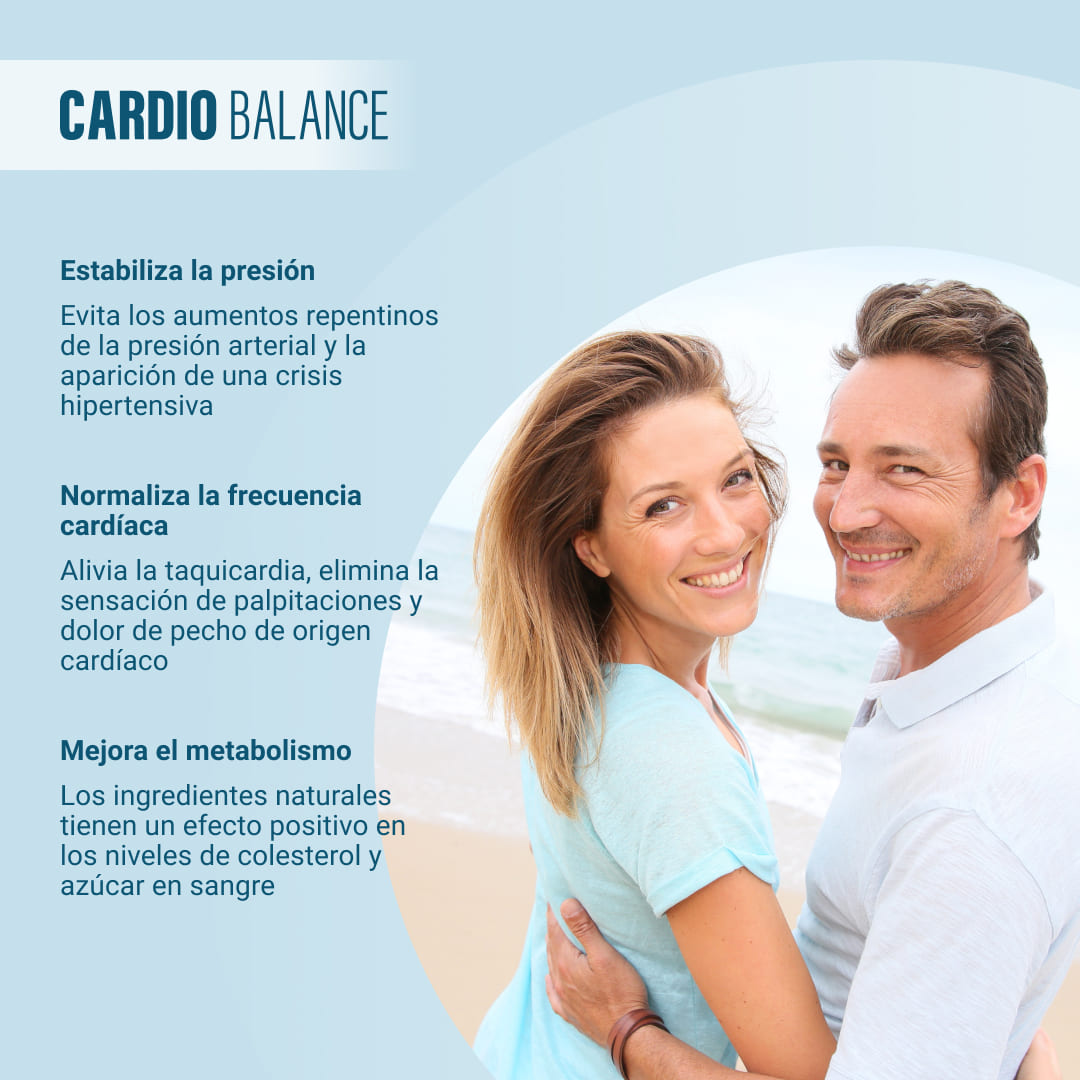 CARDIO BALANCE
Estabiliza la presión
Evita los aumentos repentinos
de la presión arterial y la
aparición de una crisis
hipertensiva
Normaliza la frecuencia
cardíaca
Alivia la taquicardia, elimina la
sensación de palpitaciones y
dolor de pecho de origen
cardíaco
Mejora el metabolismo
Los ingredientes naturales
tienen un efecto positivo en
los niveles de colesterol y
azúcar en sangre